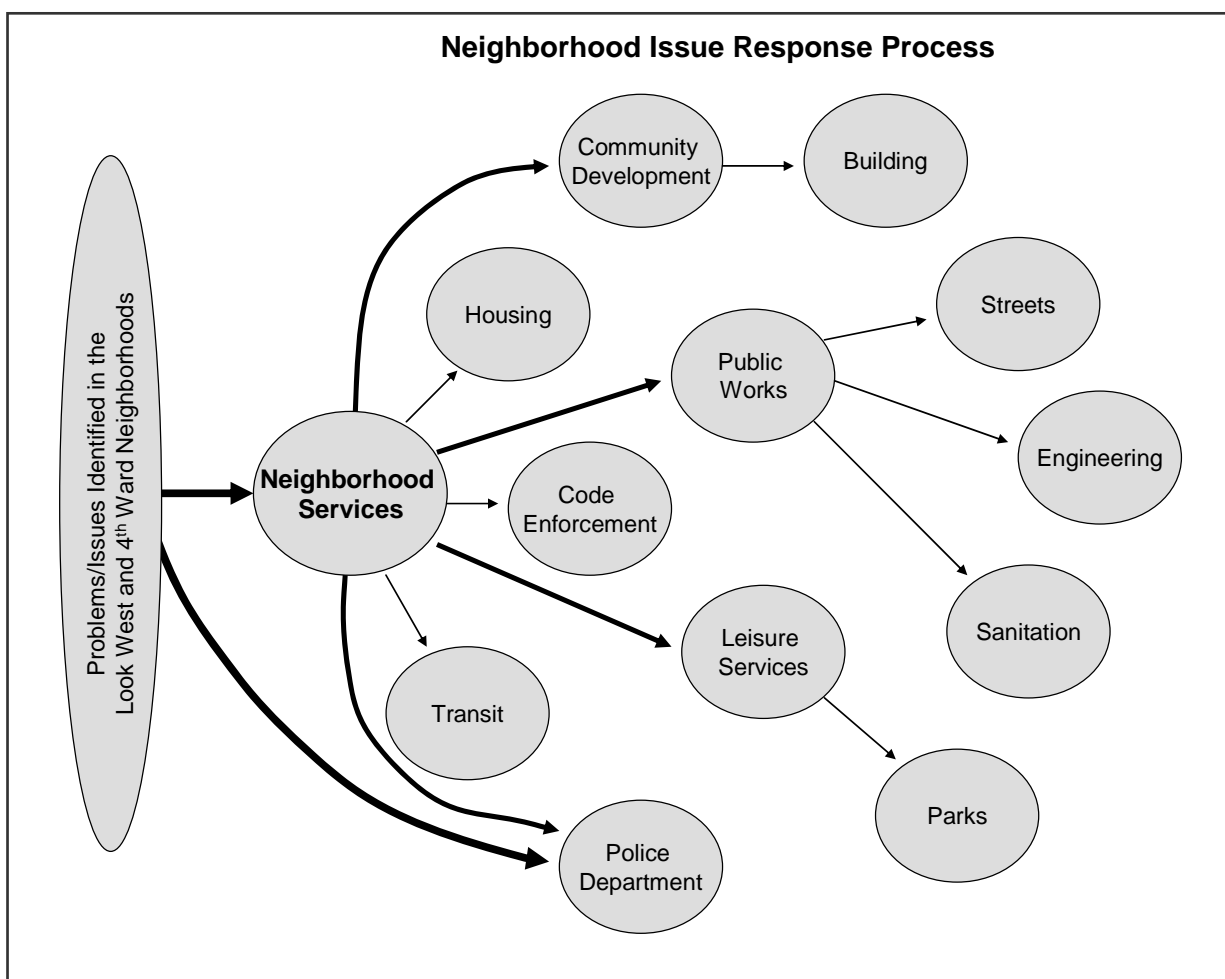 Neighborhood Issue Response Process
Community
Development
Building
Housing
Streets
Public
Works
Problems/Issues Identified in the
Look West and 4th Ward Neighborhoods
Neighborhood
Services
Engineering
Code
Enforcement
Leisure
Services
Sanitation
Transit
Parks
Police
Department